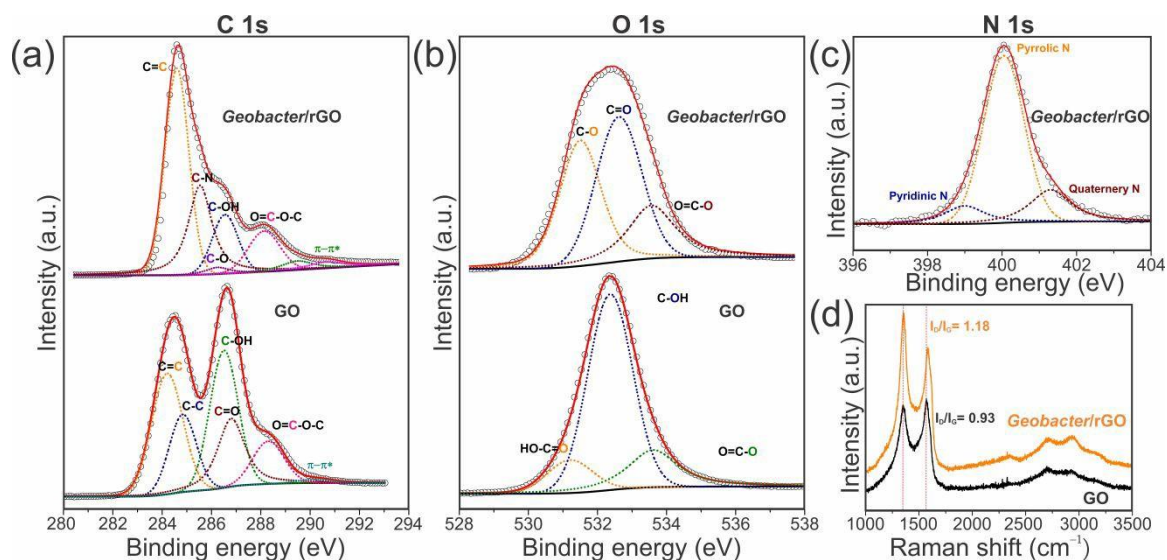 C 1s
O 1s
N 1s
(a)
C=C
Geobacter/rGO
C-N
C-OH
O=C-O-C
C-O
π–π*
GO
C-OH
C=C
C-C
C=O
O=C-O-C
π–π*
Intensity (a.u.)
280 282 284 286 288 290 292 294
Binding energy (eV)
(b)
C=O
Geobacter/rGO
C-O
O=C-O
C-OH
GO
HO-C=O
O=C-O
Intensity (a.u.)
528 530 532 534 536 538
Binding energy (eV)
(c)
Pyrrolic N
Geobacter/rGO
Pyridinic N
Quaternery N
Intensity (a.u.)
396 398 400 402 404
Binding energy (eV)
(d)
ID/IG= 1.18
ID/IG= 0.93
Geobacter/rGO
GO
Intensity (a.u.)
1000 1500 2000 2500 3000 3500
Raman shift (cm⁻¹)